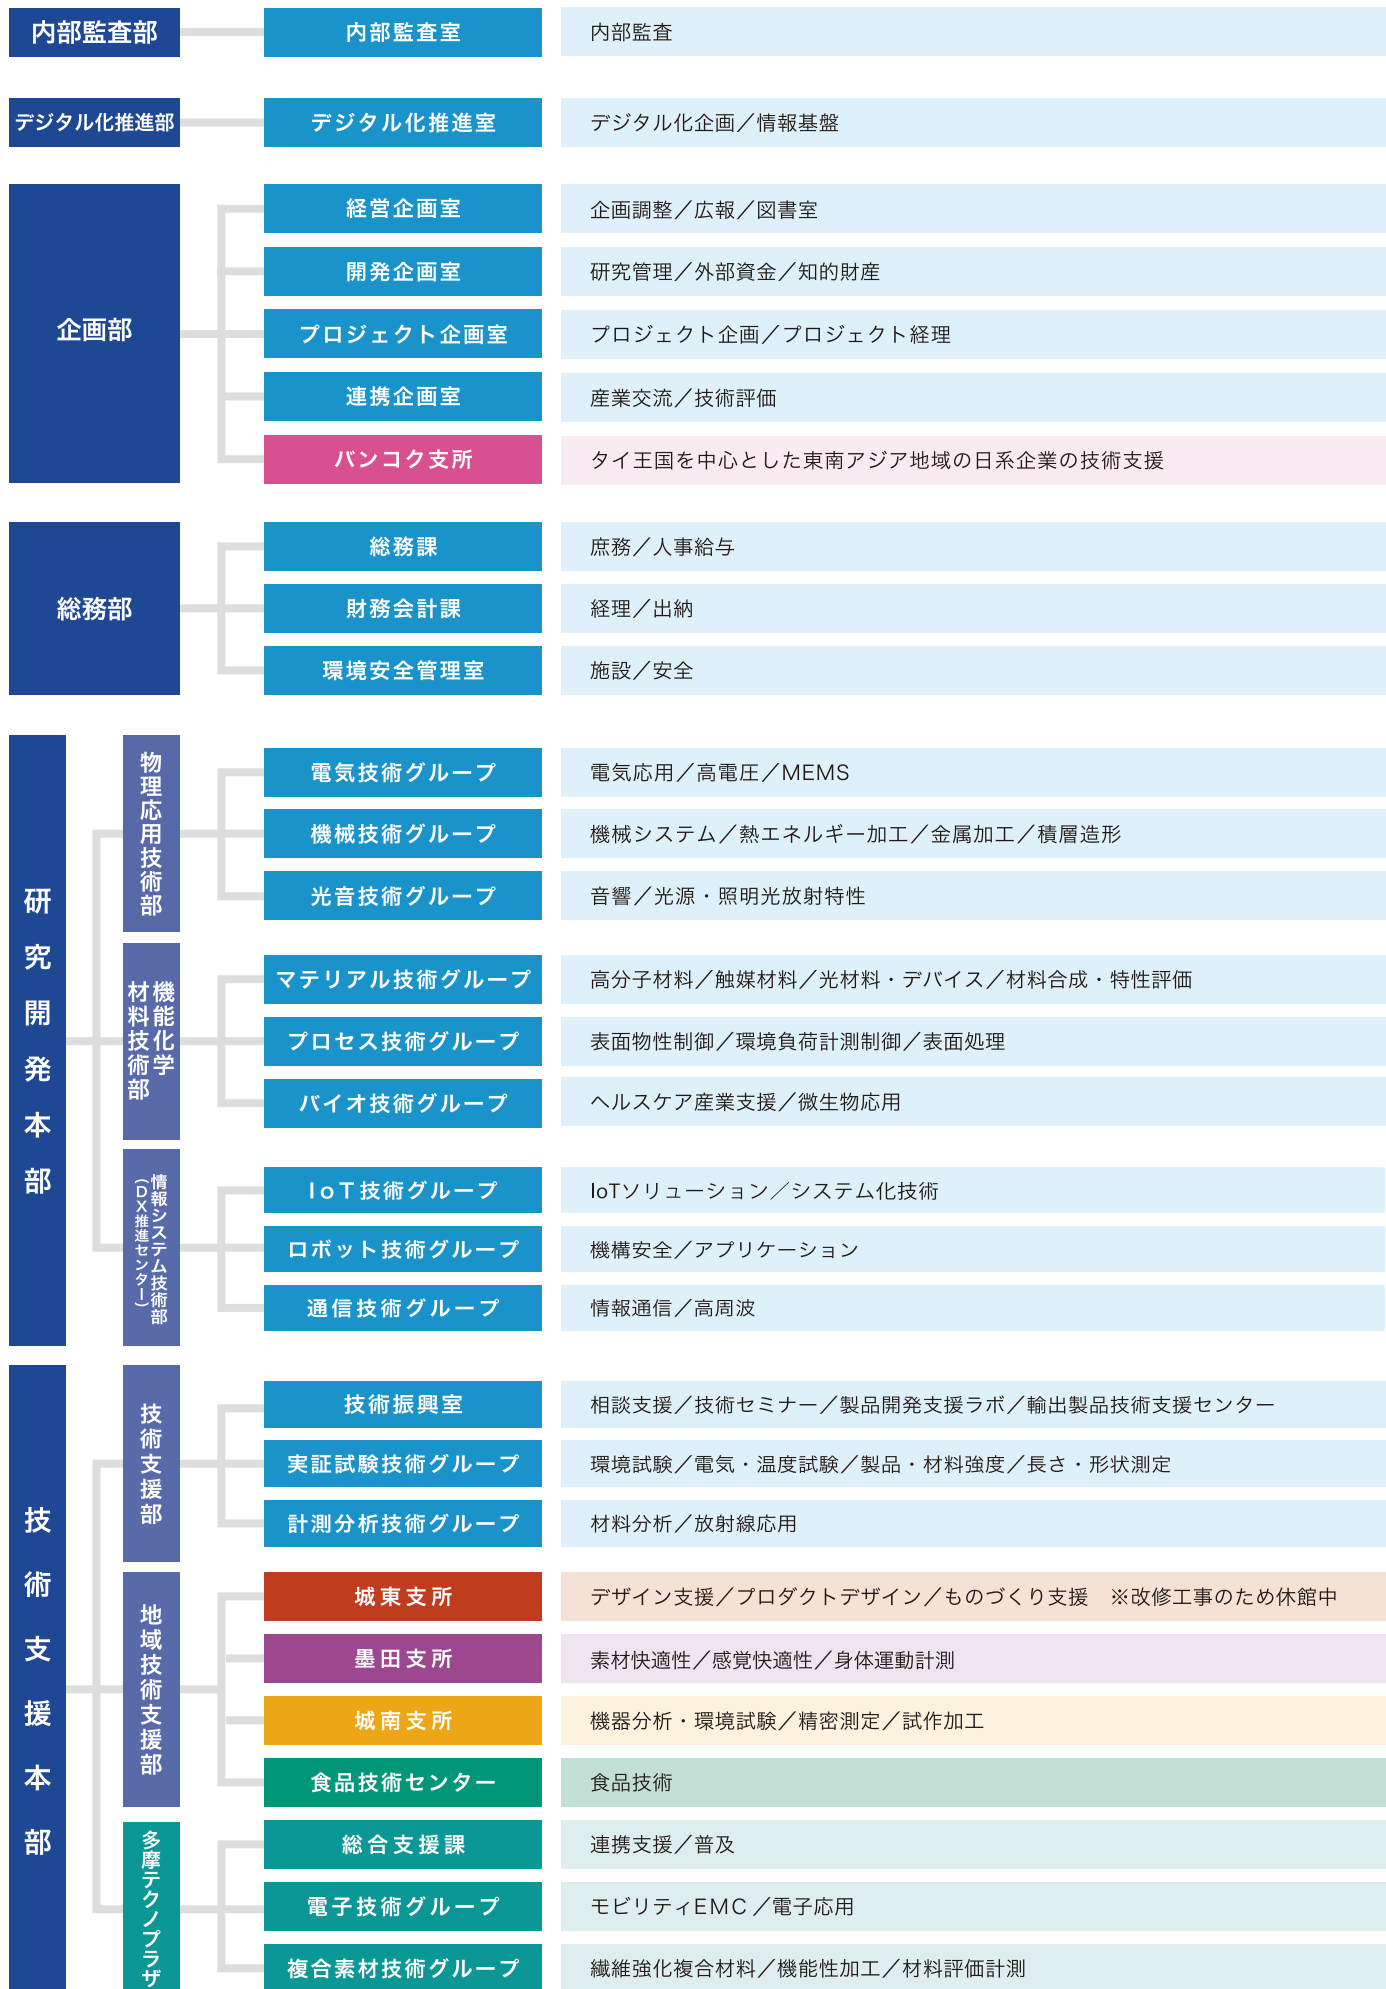 内部監査部
内部監査室
内部監査
デジタル化推進部
デジタル化推進室
デジタル化企画／情報基盤
企画部
経営企画室
企画調整／広報／図書室
開発企画室
研究管理／外部資金／知的財産
プロジェクト企画室
プロジェクト企画／プロジェクト経理
連携企画室
産業交流／技術評価
バンコク支所
タイ王国を中心とした東南アジア地域の日系企業の技術支援
総務部
総務課
庶務／人事給与
財務会計課
経理／出納
環境安全管理室
施設／安全
研究開発本部
物理応用技術部
電気技術グループ
電気応用／高電圧／MEMS
機械技術グループ
機械システム／熱エネルギー加工／金属加工／積層造形
光音技術グループ
音響／光源・照明光放射特性
機能化学
材料技術部
マテリアル技術グループ
高分子材料／触媒材料／光材料・デバイス／材料合成・特性評価
プロセス技術グループ
表面物性制御／環境負荷計測制御／表面処理
バイオ技術グループ
ヘルスケア産業支援／微生物応用
情報システム技術部
（DX推進センター）
IoT技術グループ
IoTソリューション／システム化技術
ロボット技術グループ
機構安全／アプリケーション
通信技術グループ
情報通信／高周波
技術支援本部
技術支援部
技術振興室
相談支援／技術セミナー／製品開発支援ラボ／輸出製品技術支援センター
実証試験技術グループ
環境試験／電気・温度試験／製品・材料強度／長さ・形状測定
計測分析技術グループ
材料分析／放射線応用
地域技術支援部
城東支所
デザイン支援／プロダクトデザイン／ものづくり支援　※改修工事のため休館中
墨田支所
素材快適性／感覚快適性／身体運動計測
城南支所
機器分析・環境試験／精密測定／試作加工
食品技術センター
食品技術
多摩テクノプラザ
総合支援課
連携支援／普及
電子技術グループ
モビリティEMC／電子応用
複合素材技術グループ
繊維強化複合材料／機能性加工／材料評価計測